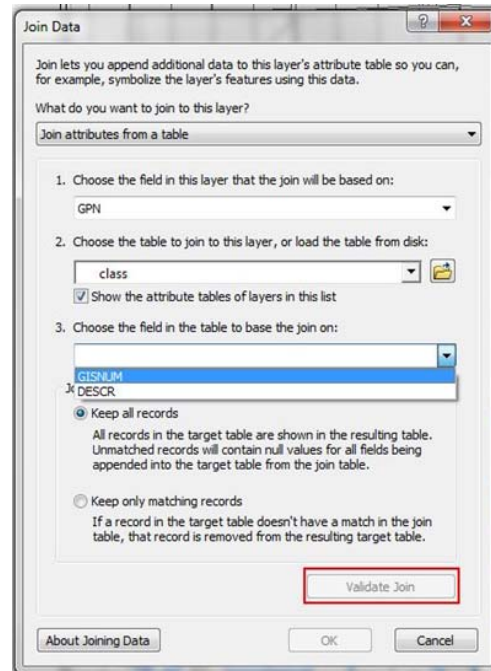 Join Data
Join lets you append additional data to this layer's attribute table so you can,
for example, symbolize the layer's features using this data.
What do you want to join to this layer?
Join attributes from a table
1. Choose the field in this layer that the join will be based on:
GPN
2. Choose the table to join to this layer, or load the table from disk:
class
Show the attribute tables of layers in this list
3. Choose the field in the table to base the join on:
GISNUM
DESCR
Keep all records
All records in the target table are shown in the resulting table.
Unmatched records will contain null values for all fields being
appended into the target table from the join table.
Keep only matching records
If a record in the target table doesn't have a match in the join
table, that record is removed from the resulting target table.
Validate Join
About Joining Data
OK
Cancel